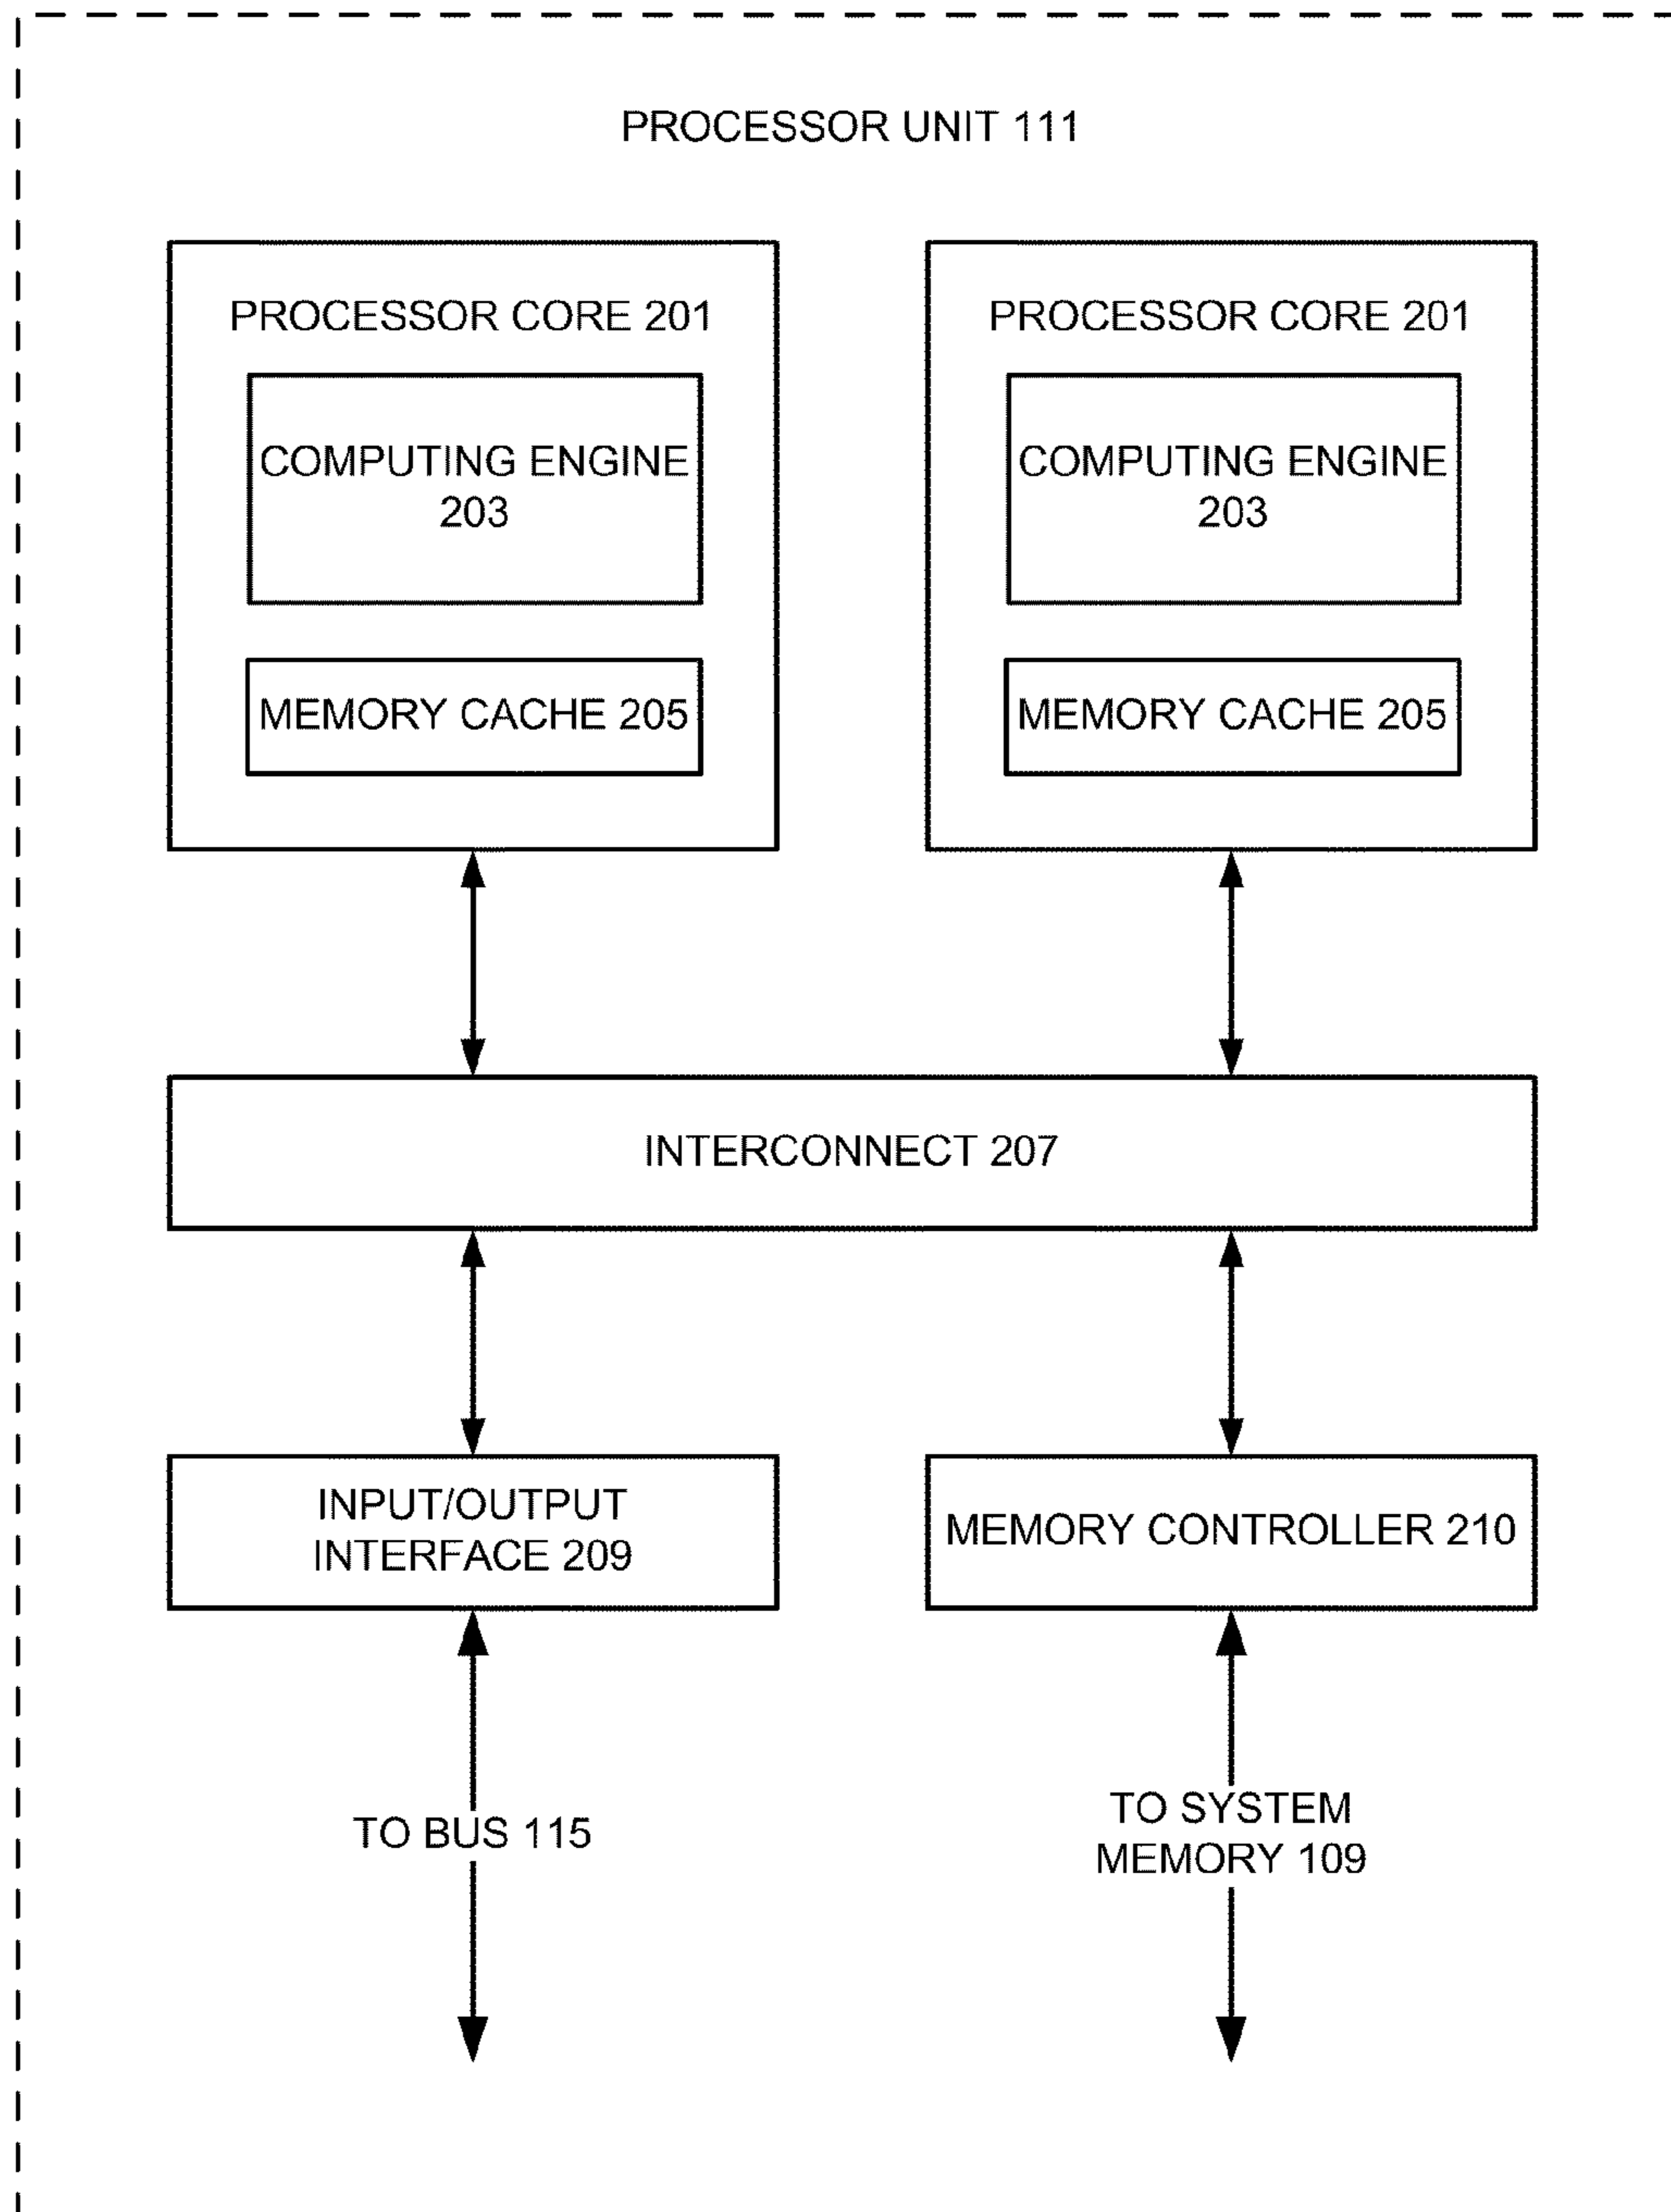 PROCESSOR UNIT 111
PROCESSOR CORE 201
COMPUTING ENGINE
203
MEMORY CACHE 205
PROCESSOR CORE 201
COMPUTING ENGINE
203
MEMORY CACHE 205
INTERCONNECT 207
INPUT/OUTPUT
INTERFACE 209
MEMORY CONTROLLER 210
TO BUS 115
TO SYSTEM
MEMORY 109